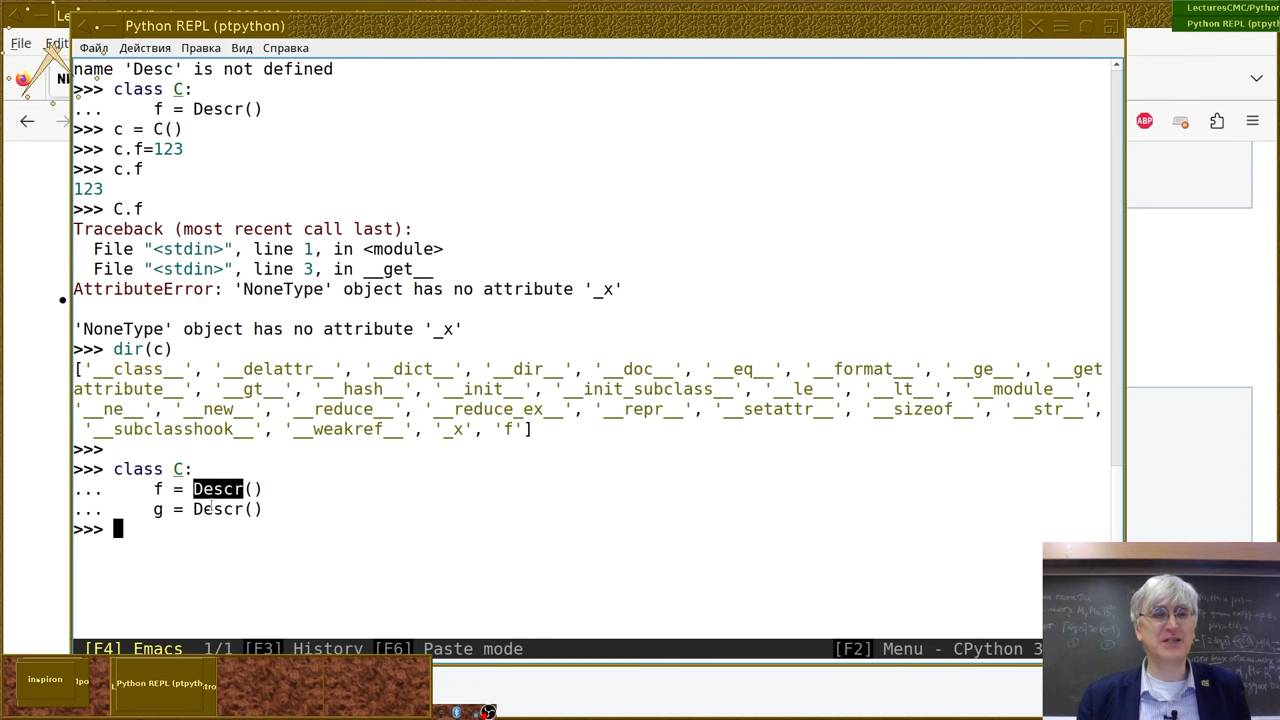 LecturesCMC/Python
Python REPL (ptpython)
Python REPL (ptpython)
File Edit
Файл Действия Правка Вид Справка
name 'Desc' is not defined
>>> class C:
...     f = Descr()
>>> c = C()
>>> c.f=123
>>> c.f
123
>>> C.f
Traceback (most recent call last):
  File "<stdin>", line 1, in <module>
  File "<stdin>", line 3, in __get__
AttributeError: 'NoneType' object has no attribute '_x'
'NoneType' object has no attribute '_x'
>>> dir(c)
['__class__', '__delattr__', '__dict__', '__dir__', '__doc__', '__eq__', '__format__', '__ge__', '__get
attribute__', '__gt__', '__hash__', '__init__', '__init_subclass__', '__le__', '__lt__', '__module__',
'__ne__', '__new__', '__reduce__', '__reduce_ex__', '__repr__', '__setattr__', '__sizeof__', '__str__',
 '__subclasshook__', '__weakref__', '_x', 'f']
>>>
>>> class C:
...     f = Descr()
...     g = Descr()
>>>
[F4] Emacs  1/1 [F3] History [F6] Paste mode [F2] Menu - CPython 3
inspiron
Python REPL (ptpyth
ABP